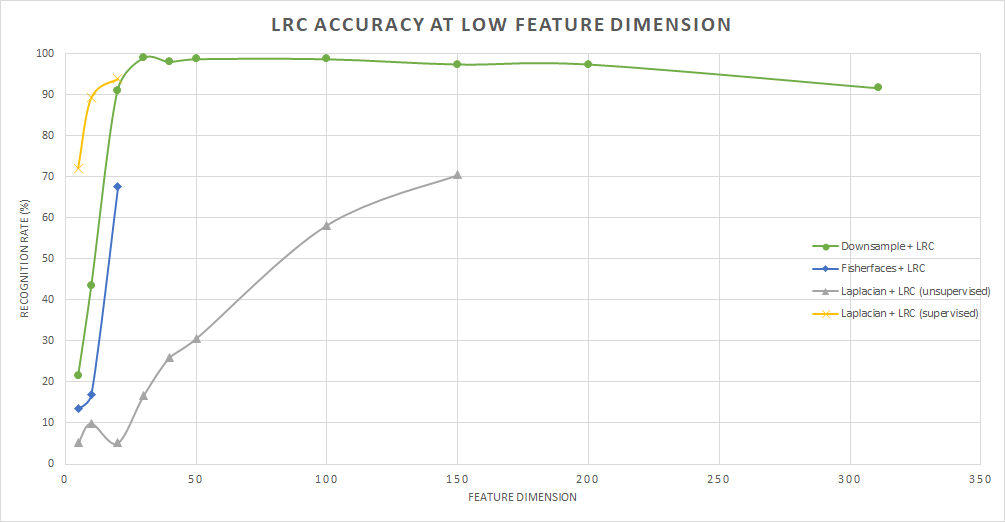 LRC ACCURACY AT LOW FEATURE DIMENSION
100
90
80
70
60
50
40
30
20
10
0
RECOGNITION RATE (%)
0 50 100 150 200 250 300 350
FEATURE DIMENSION
Downsample + LRC
Fisherfaces + LRC
Laplacian + LRC (unsupervised)
Laplacian + LRC (supervised)